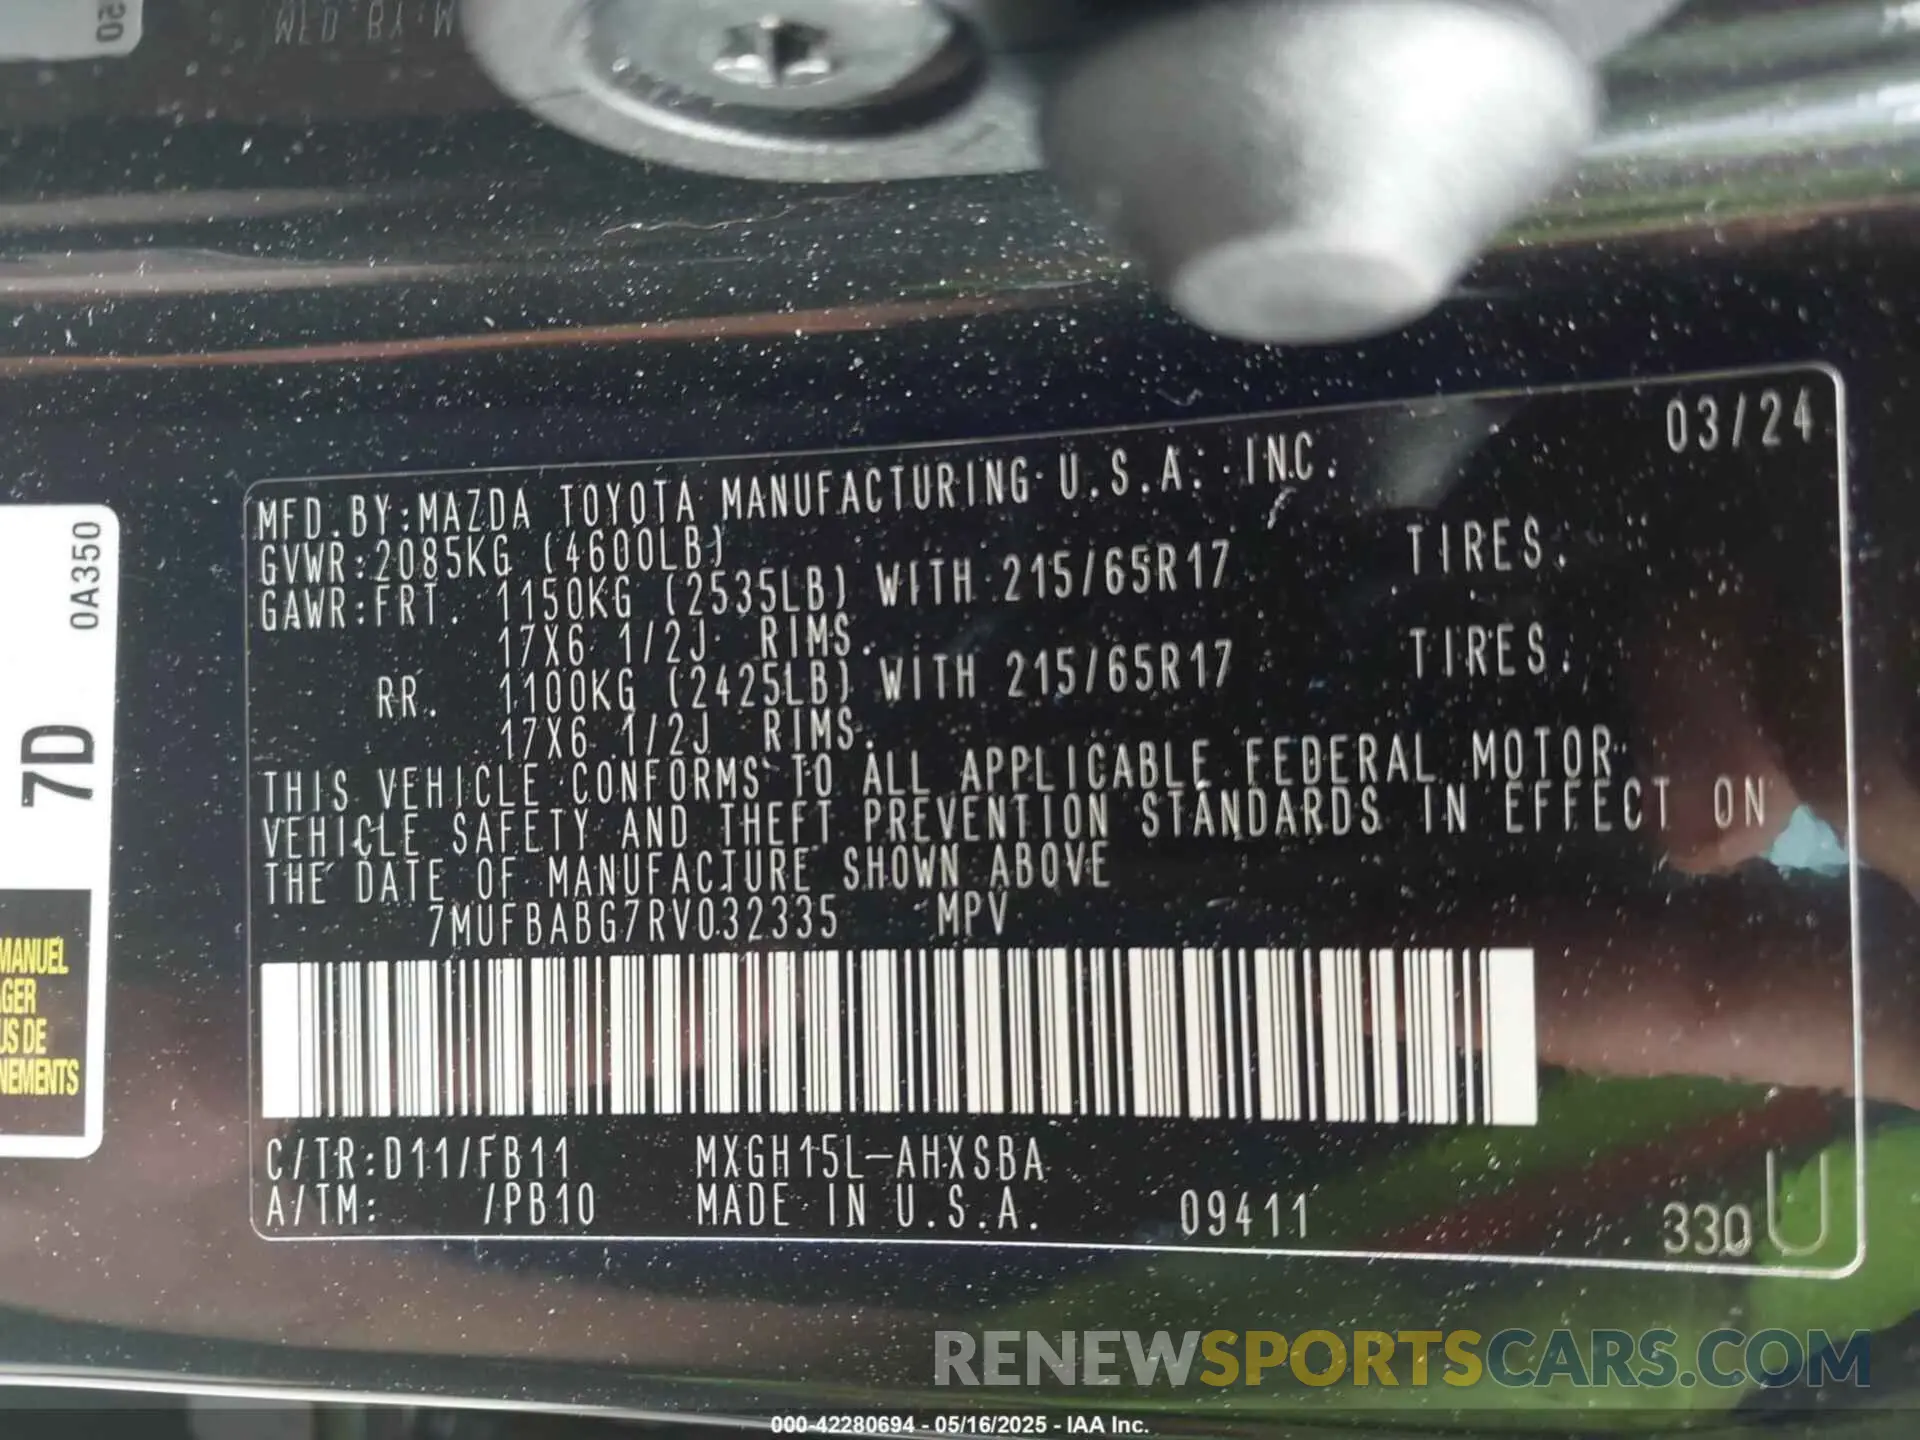 MFD.BY:MAZDA TOYOTA MANUFACTURING U.S.A. INC. 03/24
GVWR:2085KG (4600LB)
GAWR:FRT. 1150KG (2535LB) WITH 215/65R17 TIRES.
17X6 1/2J RIMS.
RR. 1100KG (2425LB) WITH 215/65R17 TIRES.
17X6 1/2J RIMS.
THIS VEHICLE CONFORMS TO ALL APPLICABLE FEDERAL MOTOR
VEHICLE SAFETY AND THEFT PREVENTION STANDARDS IN EFFECT ON
THE DATE OF MANUFACTURE SHOWN ABOVE
7MUFBABG7RV032335 MPV
C/TR:D11/FB11 MXGH15L-AHXSBA
A/TM: /PB10 MADE IN U.S.A. 09411 330 U
0A350
7D
MANUEL
US DE
RENEWSPORTSCARS.COM
000-42280694 - 05/16/2025 - IAA Inc.